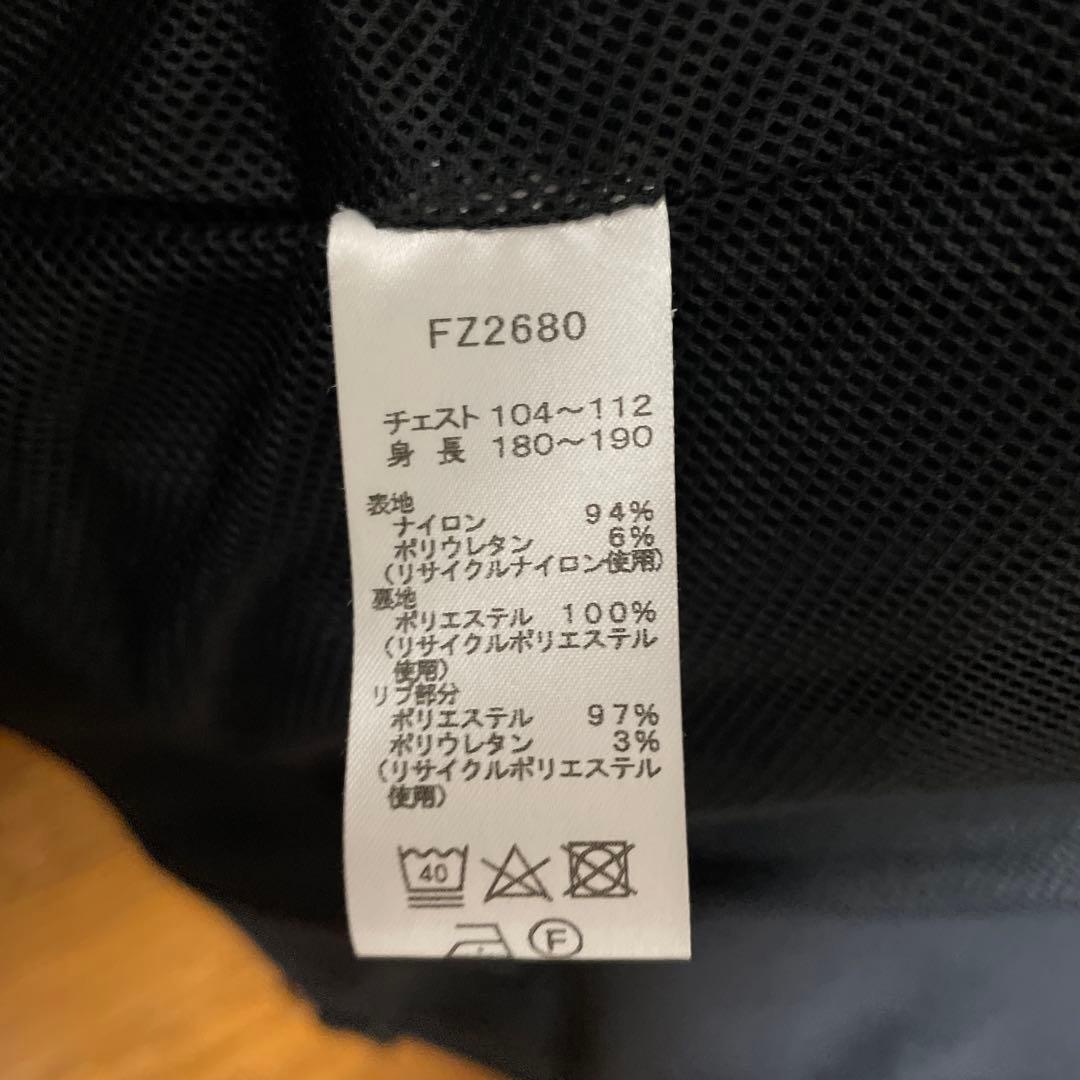 FZ2680
チェスト 104～112
身長 180～190
表地
ナイロン 94%
ポリウレタン 6%
(リサイクルナイロン使用)
裏地
ポリエステル 100%
(リサイクルポリエステル
使用)
リブ部分
ポリエステル 97%
ポリウレタン 3%
(リサイクルポリエステル
使用)
40
F